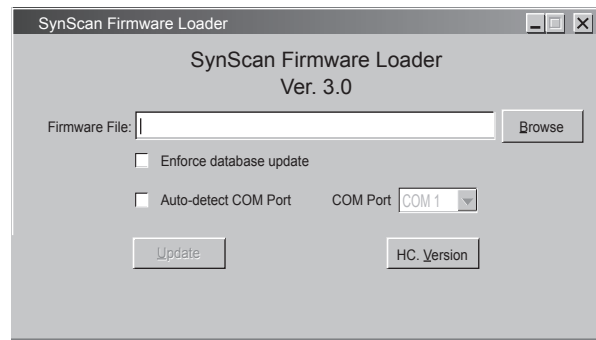 SynScan Firmware Loader
SynScan Firmware Loader
Ver. 3.0
Firmware File: Browse
Enforce database update
Auto-detect COM Port COM Port COM 1
Update HC. Version